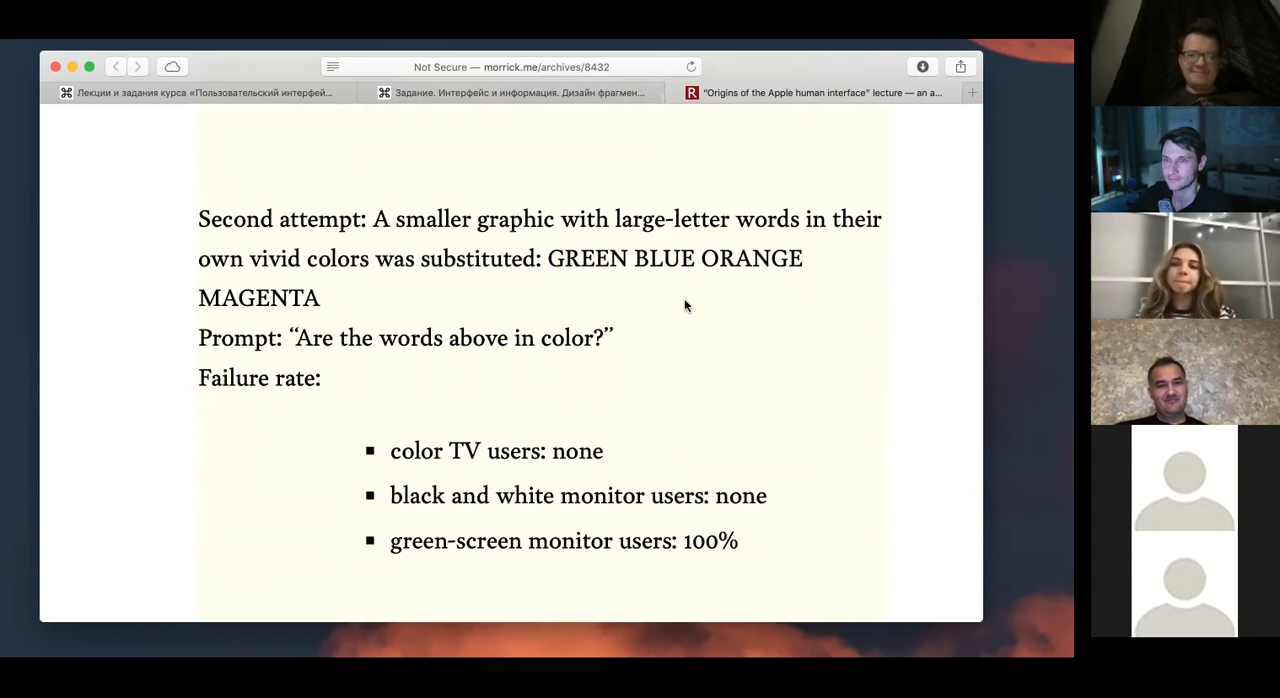 Not Secure — morrick.me/archives/8432
Лекции и задания курса «Пользовательский интерфей...
Задание. Интерфейс и информация. Дизайн фрагмен...
R
"Origins of the Apple human interface" lecture — an a...
Second attempt: A smaller graphic with large-letter words in their
own vivid colors was substituted: GREEN BLUE ORANGE
MAGENTA
Prompt: “Are the words above in color?”
Failure rate:
▪ color TV users: none
▪ black and white monitor users: none
▪ green-screen monitor users: 100%